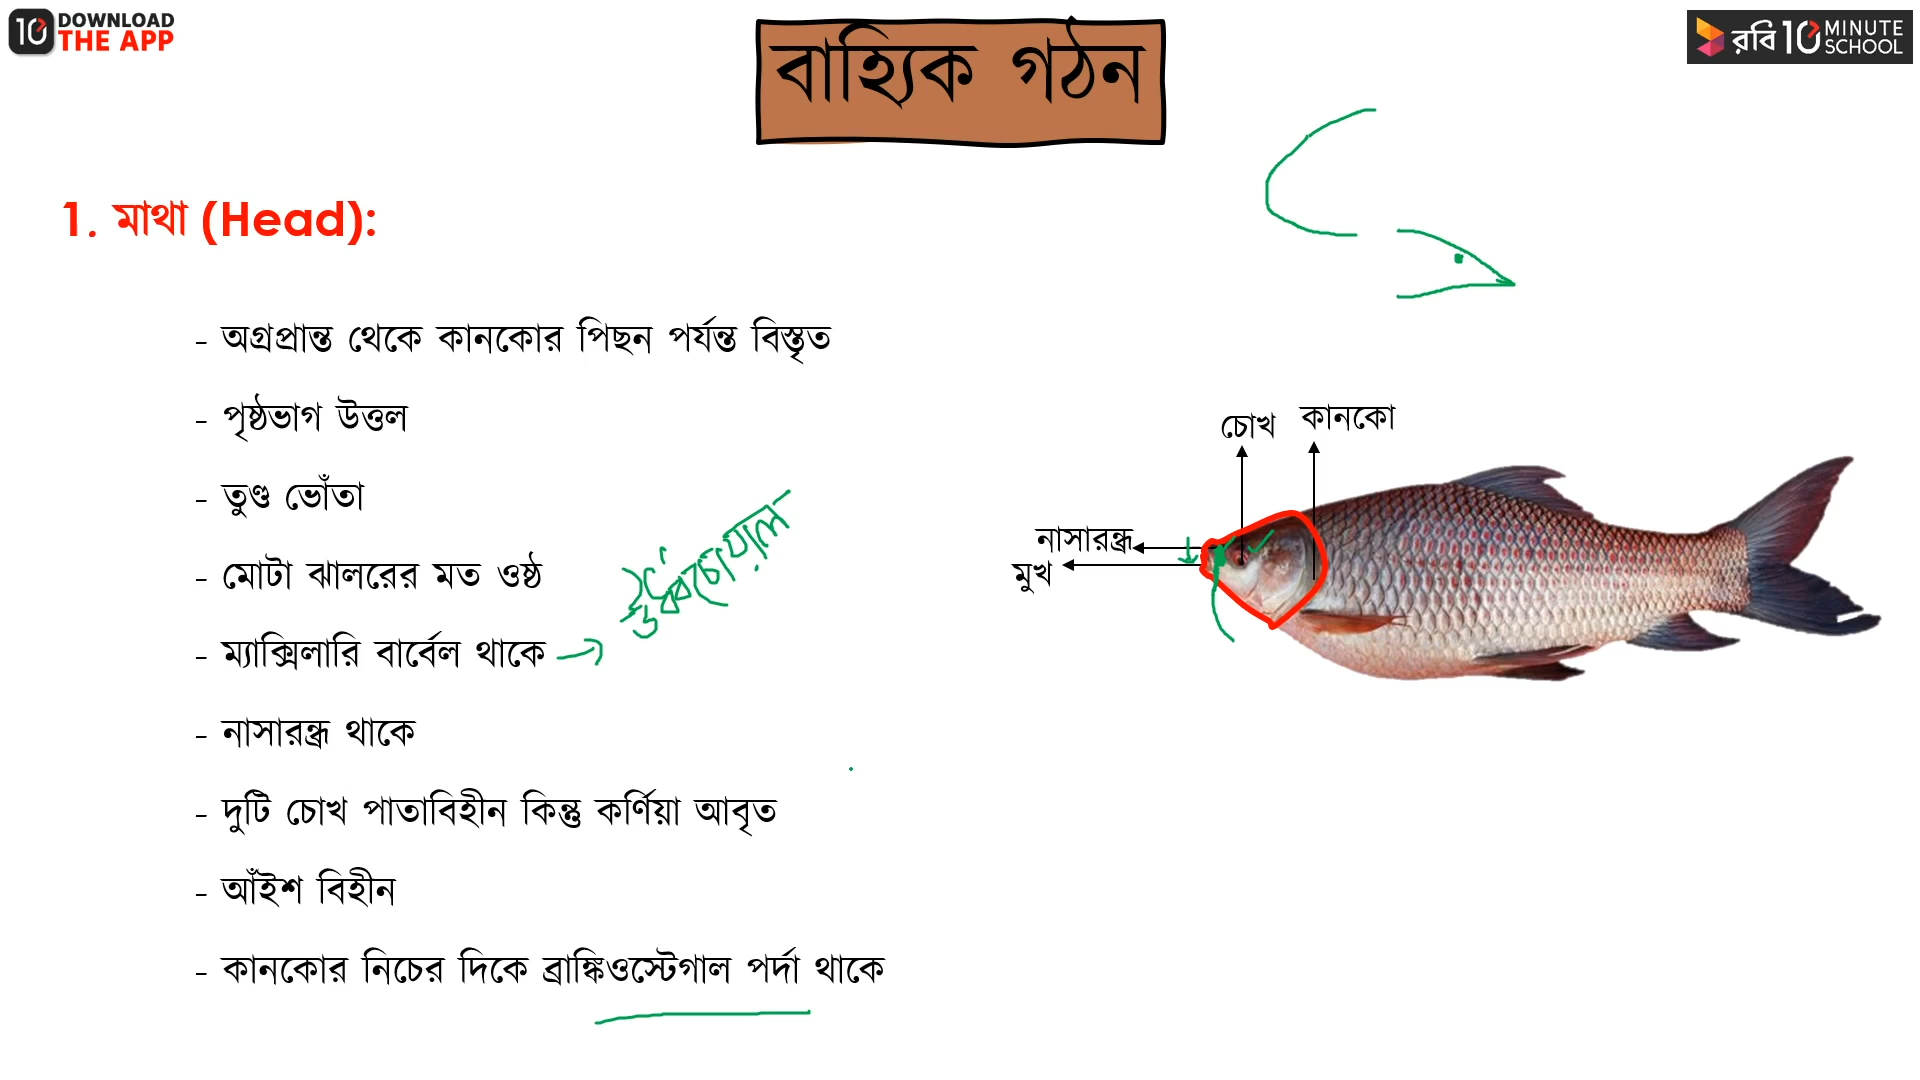 10 DOWNLOAD
THE APP
বাহ্যিক গঠন
রবি 10 MINUTE
SCHOOL
1. মাথা (Head):
- অগ্রপ্রান্ত থেকে কানকোর পিছন পর্যন্ত বিস্তৃত
- পৃষ্ঠভাগ উত্তল
- তুণ্ড ভোঁতা
- মোটা ঝালরের মত ওষ্ঠ
- ম্যাক্সিলারি বার্বেল থাকে
- নাসারন্ধ্র থাকে
- দুটি চোখ পাতাবিহীন কিন্তু কর্ণিয়া আবৃত
- আঁইশ বিহীন
- কানকোর নিচের দিকে ব্রাঙ্কিওস্টেগাল পর্দা থাকে
চোখ
কানকো
নাসারন্ধ্র
মুখ